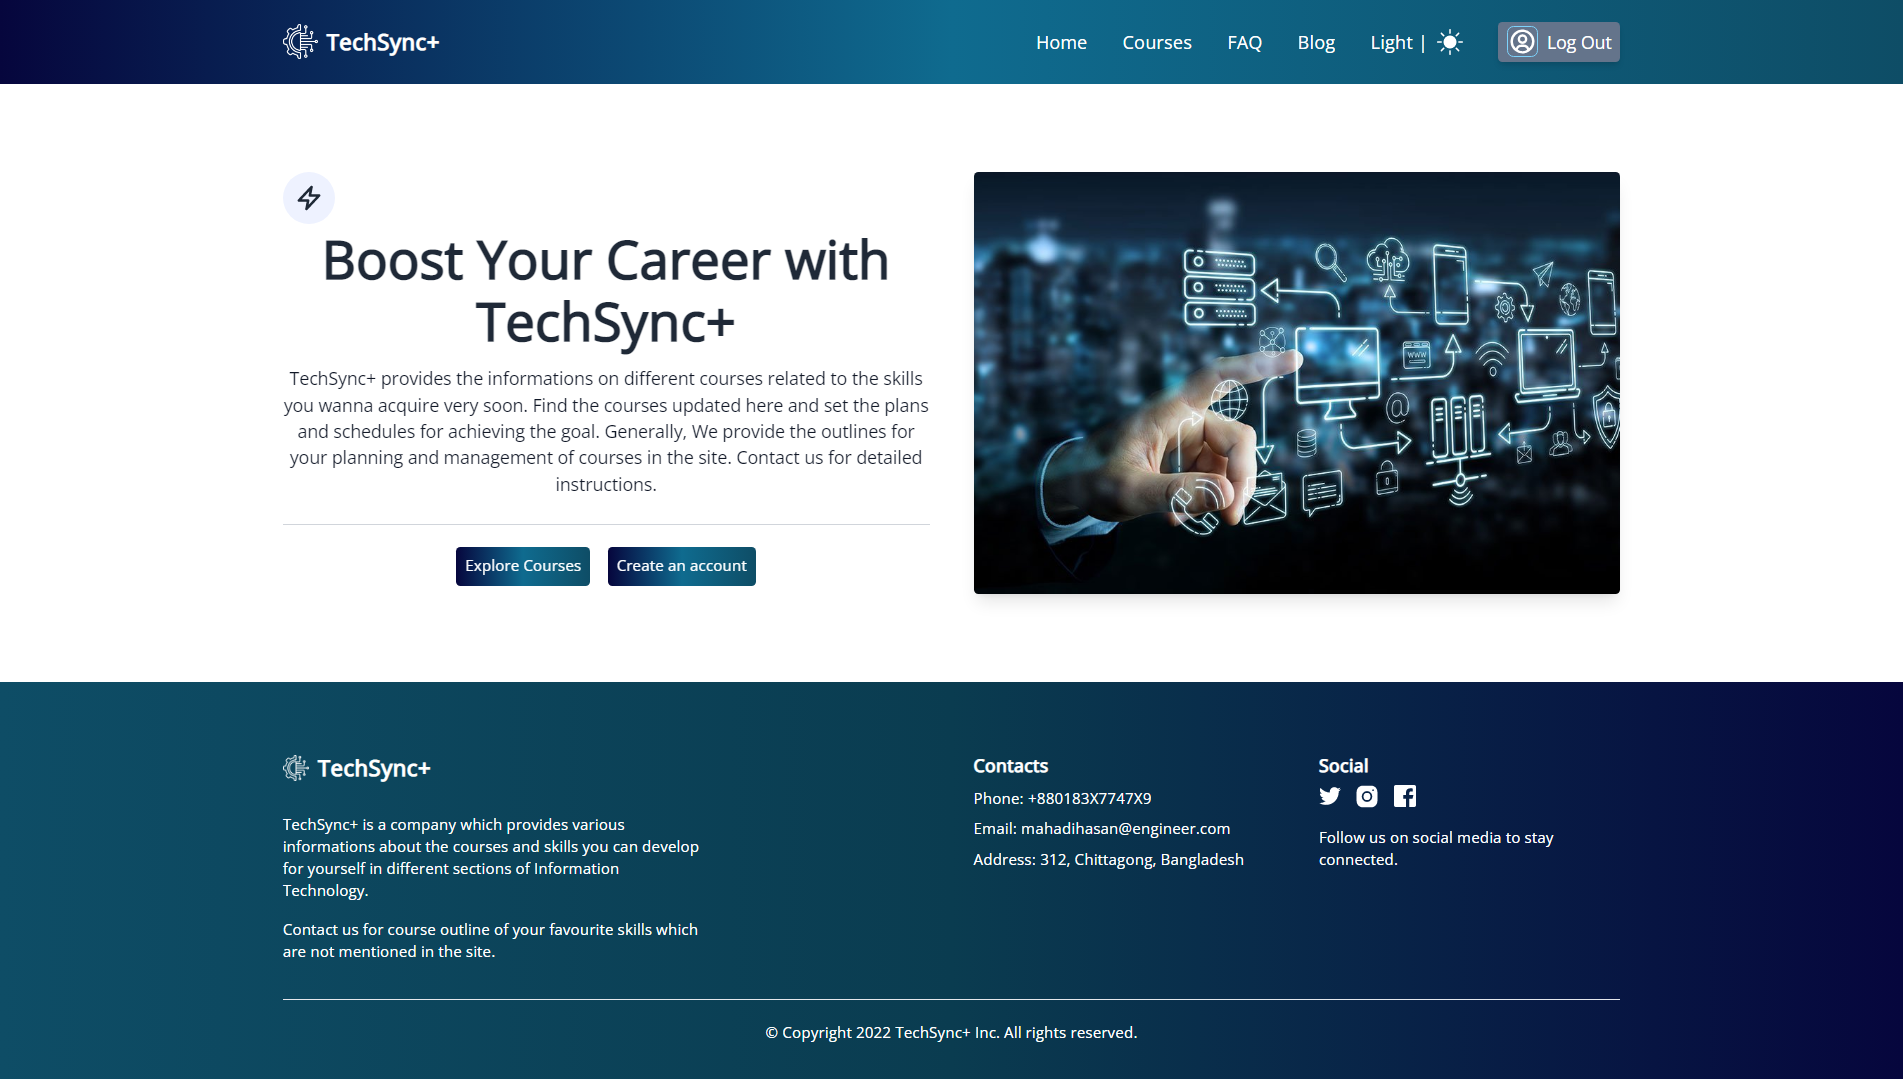 TechSync+
Home Courses FAQ Blog Light | Log Out
Boost Your Career with
TechSync+
TechSync+ provides the informations on different courses related to the skills
you wanna acquire very soon. Find the courses updated here and set the plans
and schedules for achieving the goal. Generally, We provide the outlines for
your planning and management of courses in the site. Contact us for detailed
instructions.
Explore Courses Create an account
WWW
@
TechSync+
TechSync+ is a company which provides various
informations about the courses and skills you can develop
for yourself in different sections of Information
Technology.
Contact us for course outline of your favourite skills which
are not mentioned in the site.
Contacts
Phone: +880183X7747X9
Email: mahadihasan@engineer.com
Address: 312, Chittagong, Bangladesh
Social
Follow us on social media to stay
connected.
© Copyright 2022 TechSync+ Inc. All rights reserved.